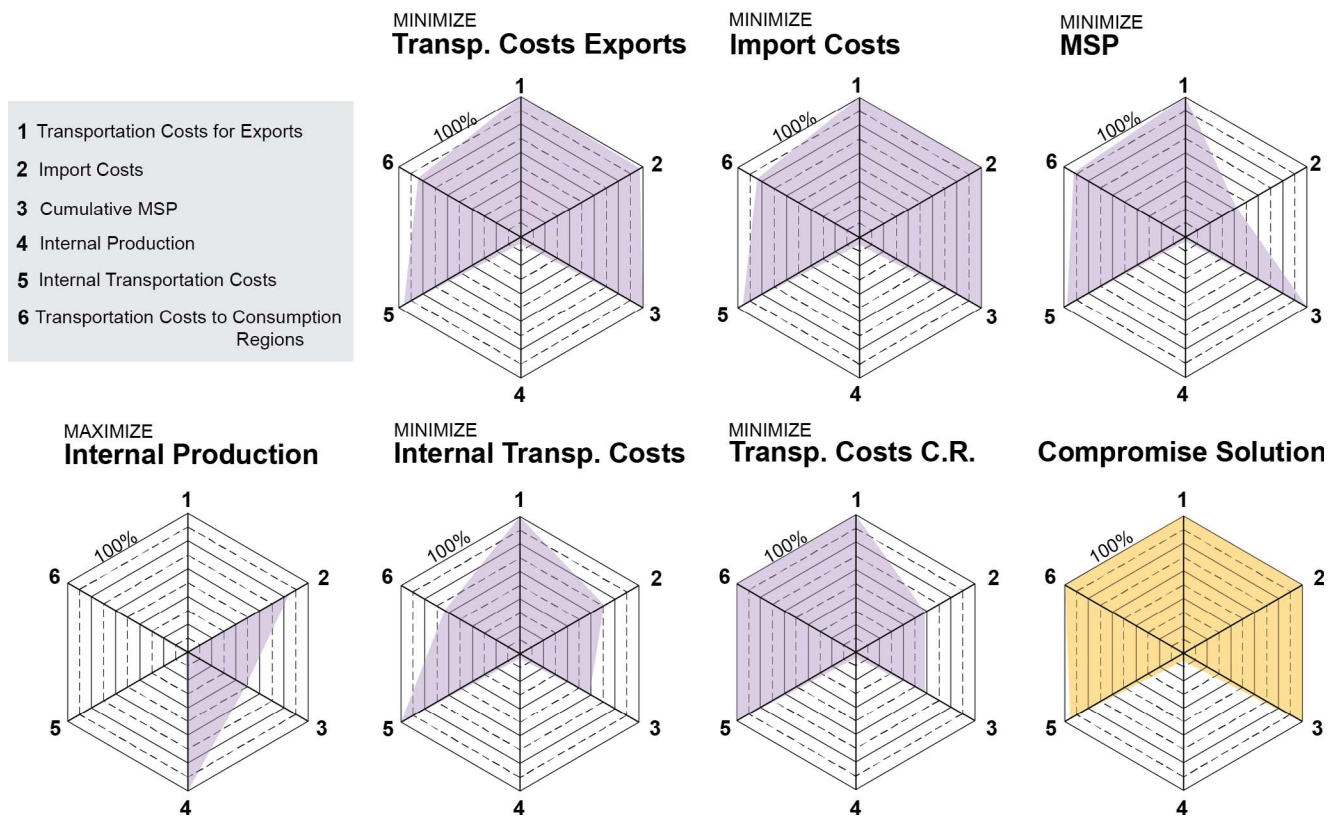 MINIMIZE
Transp. Costs Exports
MINIMIZE
Import Costs
MINIMIZE
MSP
1 Transportation Costs for Exports
2 Import Costs
3 Cumulative MSP
4 Internal Production
5 Internal Transportation Costs
6 Transportation Costs to Consumption
Regions
1
100%
6
2
5
3
4
1
100%
6
2
5
3
4
1
100%
6
2
5
3
4
MAXIMIZE
Internal Production
MINIMIZE
Internal Transp. Costs
MINIMIZE
Transp. Costs C.R.
Compromise Solution
1
100%
6
2
5
3
4
1
100%
6
2
5
3
4
1
100%
6
2
5
3
4
1
100%
6
2
5
3
4